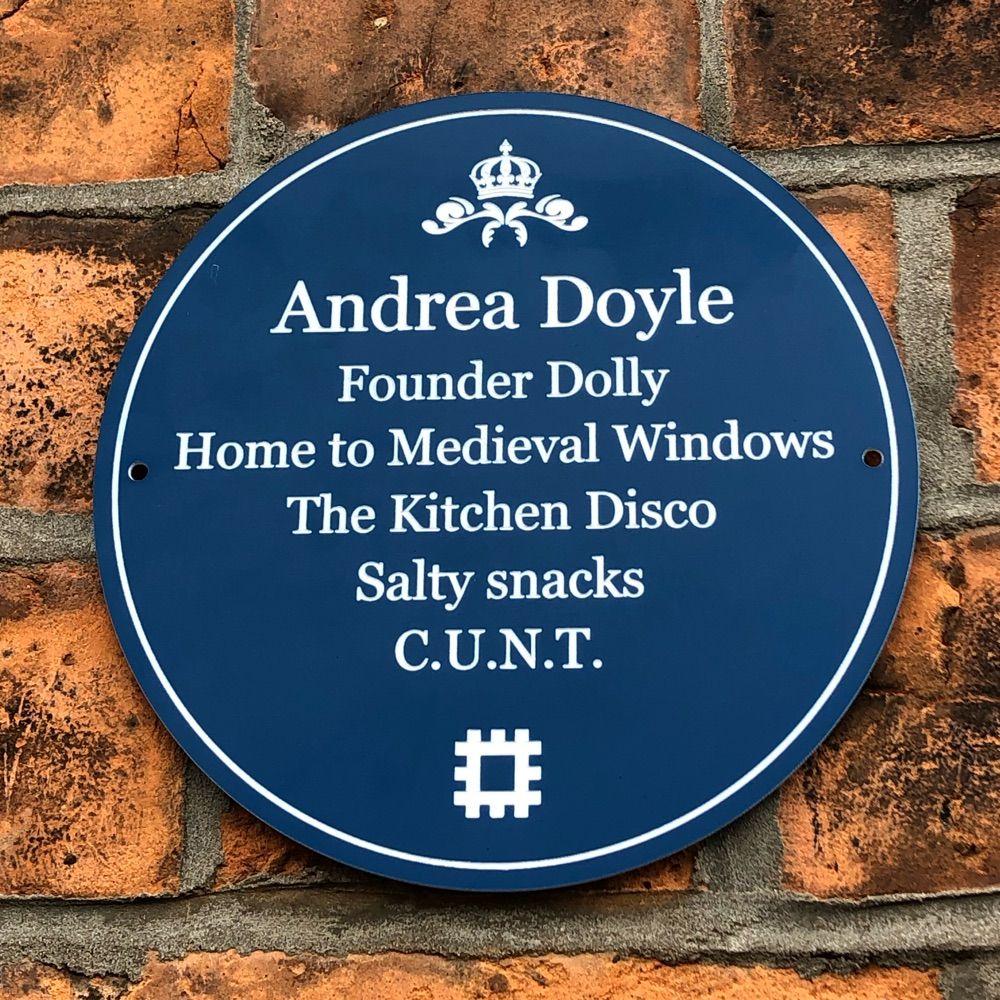 Andrea Doyle
Founder Dolly
Home to Medieval Windows
The Kitchen Disco
Salty snacks
C.U.N.T.